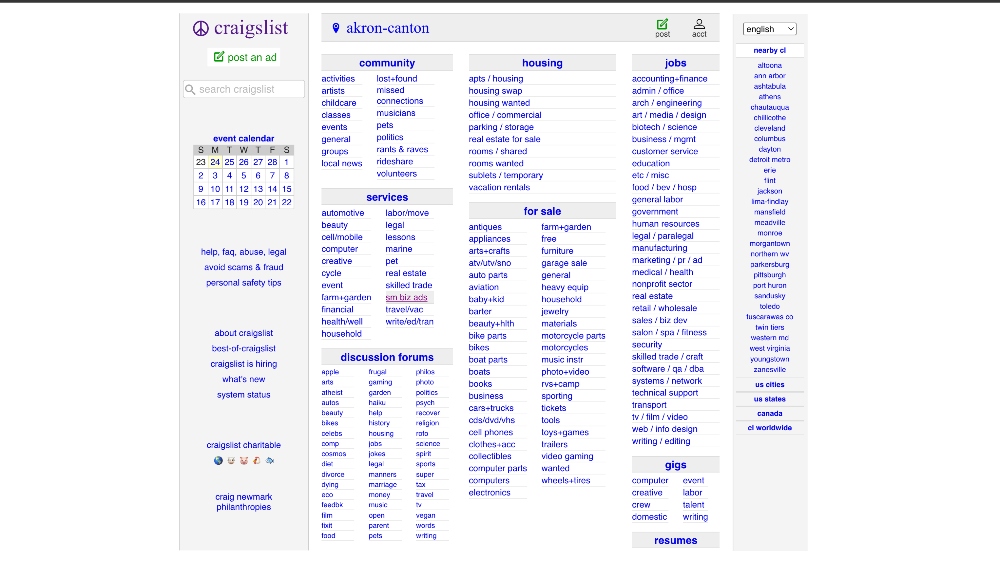 craigslist
post an ad
search craigslist
event calendar
S M T W T F S
23 24 25 26 27 28 1
2 3 4 5 6 7 8
9 10 11 12 13 14 15
16 17 18 19 20 21 22
help, faq, abuse, legal
avoid scams & fraud
personal safety tips
about craigslist
best-of-craigslist
craigslist is hiring
what's new
system status
craigslist charitable
craig newmark
philanthropies
akron-canton
post
acct
community
activities
artists
childcare
classes
events
general
groups
local news
lost+found
missed
connections
musicians
pets
politics
rants & raves
rideshare
volunteers
services
automotive
beauty
cell/mobile
computer
creative
cycle
event
farm+garden
financial
health/well
household
labor/move
legal
lessons
marine
pet
real estate
skilled trade
sm biz ads
travel/vac
write/ed/tran
discussion forums
apple
arts
atheist
autos
beauty
bikes
celebs
comp
cosmos
diet
divorce
dying
eco
feedbk
film
fixit
food
frugal
gaming
garden
haiku
help
history
housing
jobs
jokes
legal
manners
marriage
money
music
open
parent
pets
philos
photo
politics
psych
recover
religion
rofo
science
spirit
sports
super
tax
travel
tv
vegan
words
writing
housing
apts / housing
housing swap
housing wanted
office / commercial
parking / storage
real estate for sale
rooms / shared
rooms wanted
sublets / temporary
vacation rentals
for sale
antiques
appliances
arts+crafts
atv/utv/sno
auto parts
aviation
baby+kid
barter
beauty+hlth
bike parts
bikes
boat parts
boats
books
business
cars+trucks
cds/dvd/vhs
cell phones
clothes+acc
collectibles
computer parts
computers
electronics
farm+garden
free
furniture
garage sale
general
heavy equip
household
jewelry
materials
motorcycle parts
motorcycles
music instr
photo+video
rvs+camp
sporting
tickets
tools
toys+games
trailers
video gaming
wanted
wheels+tires
jobs
accounting+finance
admin / office
arch / engineering
art / media / design
biotech / science
business / mgmt
customer service
education
etc / misc
food / bev / hosp
general labor
government
human resources
legal / paralegal
manufacturing
marketing / pr / ad
medical / health
nonprofit sector
real estate
retail / wholesale
sales / biz dev
salon / spa / fitness
security
skilled trade / craft
software / qa / dba
systems / network
technical support
transport
tv / film / video
web / info design
writing / editing
gigs
computer
creative
crew
domestic
event
labor
talent
writing
resumes
english
nearby cl
altoona
ann arbor
ashtabula
athens
chautauqua
chillicothe
cleveland
columbus
dayton
detroit metro
erie
flint
jackson
lima-findlay
mansfield
meadville
monroe
morgantown
northern wv
parkersburg
pittsburgh
port huron
sandusky
toledo
tuscarawas co
twin tiers
western md
west virginia
youngstown
zanesville
us cities
us states
canada
cl worldwide